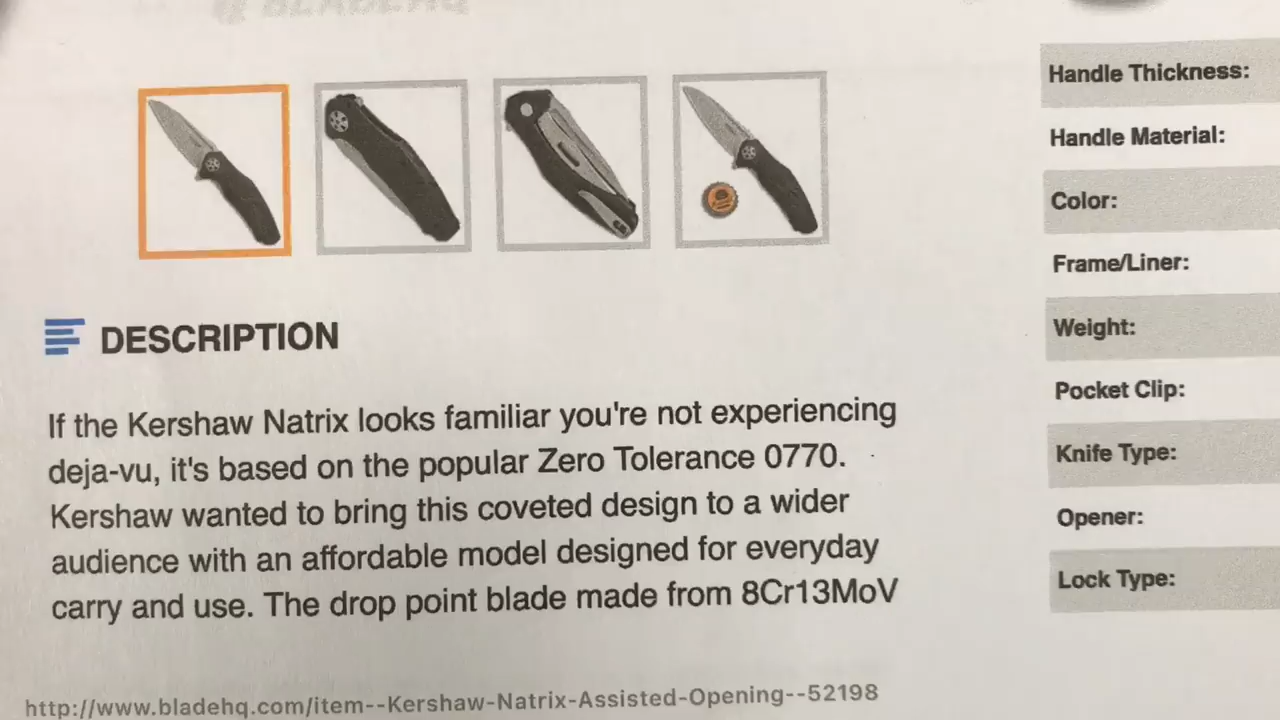 Handle Thickness:
Handle Material:
Color:
Frame/Liner:
Weight:
Pocket Clip:
Knife Type:
Opener:
Lock Type:
DESCRIPTION
If the Kershaw Natrix looks familiar you're not experiencing
deja-vu, it's based on the popular Zero Tolerance 0770.
Kershaw wanted to bring this coveted design to a wider
audience with an affordable model designed for everyday
carry and use. The drop point blade made from 8Cr13MoV
http://www.bladehq.com/item--Kershaw-Natrix-Assisted-Opening--52198